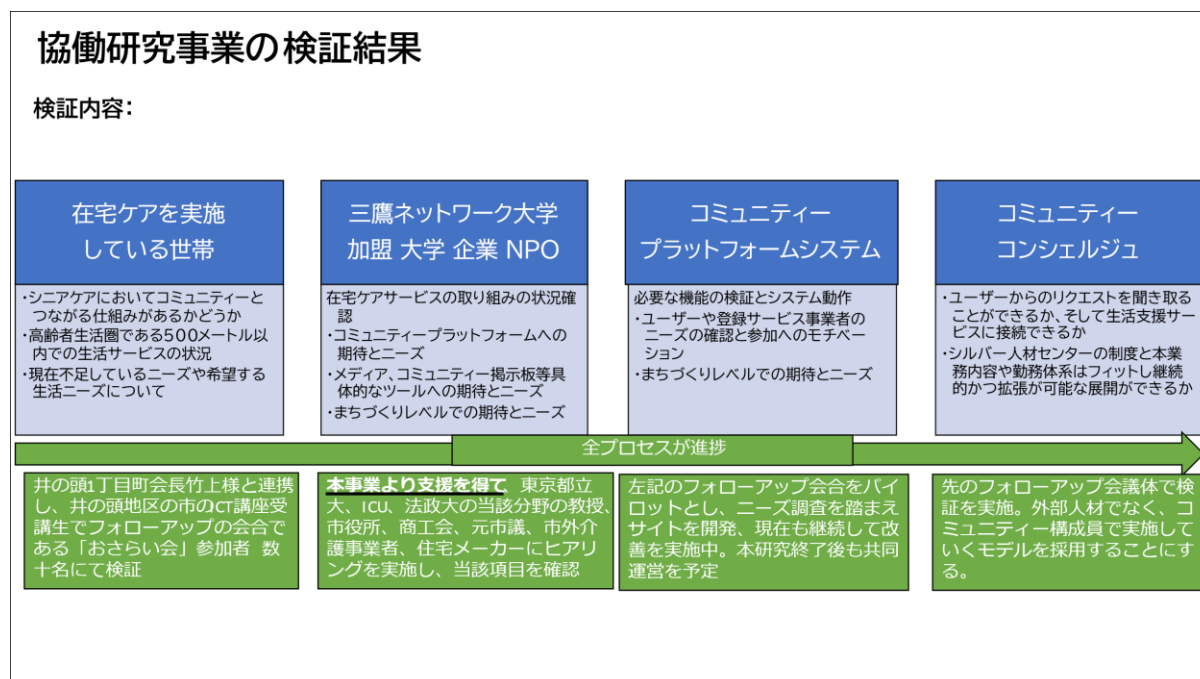 協働研究事業の検証結果
検証内容:
在宅ケアを実施
している世帯
・シニアケアにおいてコミュニティーと
つながる仕組みがあるかどうか
・高齢者生活圏である500メートル以
内での生活サービスの状況
・現在不足しているニーズや希望する
生活ニーズについて
三鷹ネットワーク大学
加盟 大学 企業 NPO
在宅ケアサービスの取り組みの状況確
認
・コミュニティープラットフォームへの
期待とニーズ
・メディア、コミュニティー掲示板等具
体的なツールへの期待とニーズ
・まちづくりレベルでの期待とニーズ
コミュニティー
プラットフォームシステム
必要な機能の検証とシステム動作
・ユーザーや登録サービス事業者の
ニーズの確認と参加へのモチベー
ション
・まちづくりレベルでの期待とニーズ
コミュニティー
コンシェルジュ
・ユーザーからのリクエストを聞き取る
ことができるか、そして生活支援サー
ビスに接続できるか
・シルバー人材センターの制度と本業
務内容や勤務体系はフィットし継続
的かつ拡張が可能な展開ができるか
全プロセスが進捗
井の頭1丁目町会長竹上様と連携
し、井の頭地区の市のICT講座受
講生でフォローアップの会合で
ある「おさらい会」参加者 数
十名にて検証
本事業より支援を得て、東京都立
大、ICU、法政大の当該分野の教授、
市役所、商工会、元市議、市外介
護事業者、住宅メーカーにヒアリ
ングを実施し、当該項目を確認
左記のフォローアップ会合をパイ
ロットとし、ニーズ調査を踏まえ
サイトを開発、現在も継続して改
善を実施中。本研究終了後も共同
運営を予定
先のフォローアップ会議体で検
証を実施。外部人材でなく、コ
ミュニティー構成員で実施して
いくモデルを採用することにす
る。